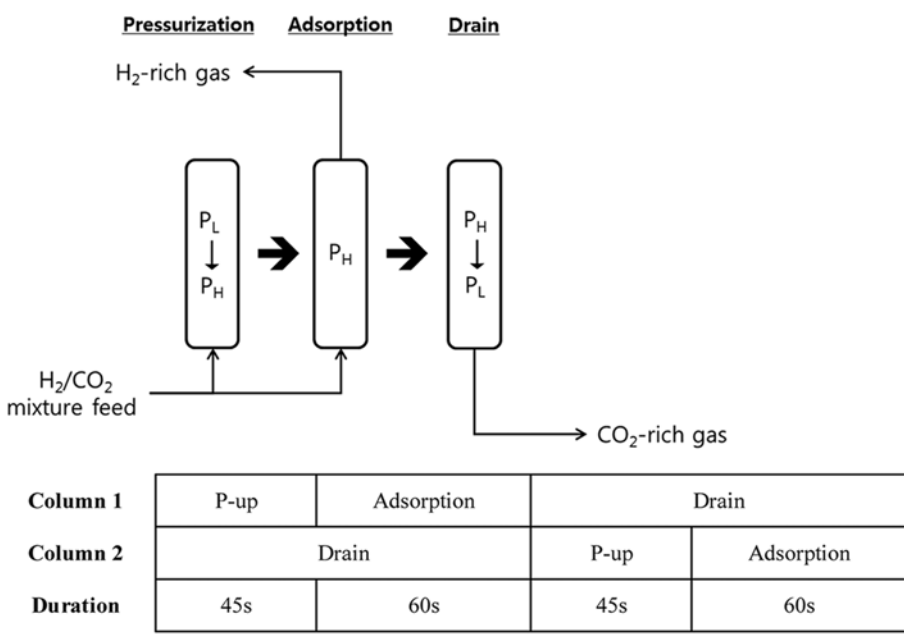 Pressurization Adsorption Drain
H₂-rich gas
P_L P_H
P_H
P_H P_L
H₂/CO₂
mixture feed
CO₂-rich gas
Column 1 P-up Adsorption Drain
Column 2 Drain P-up Adsorption
Duration 45s 60s 45s 60s